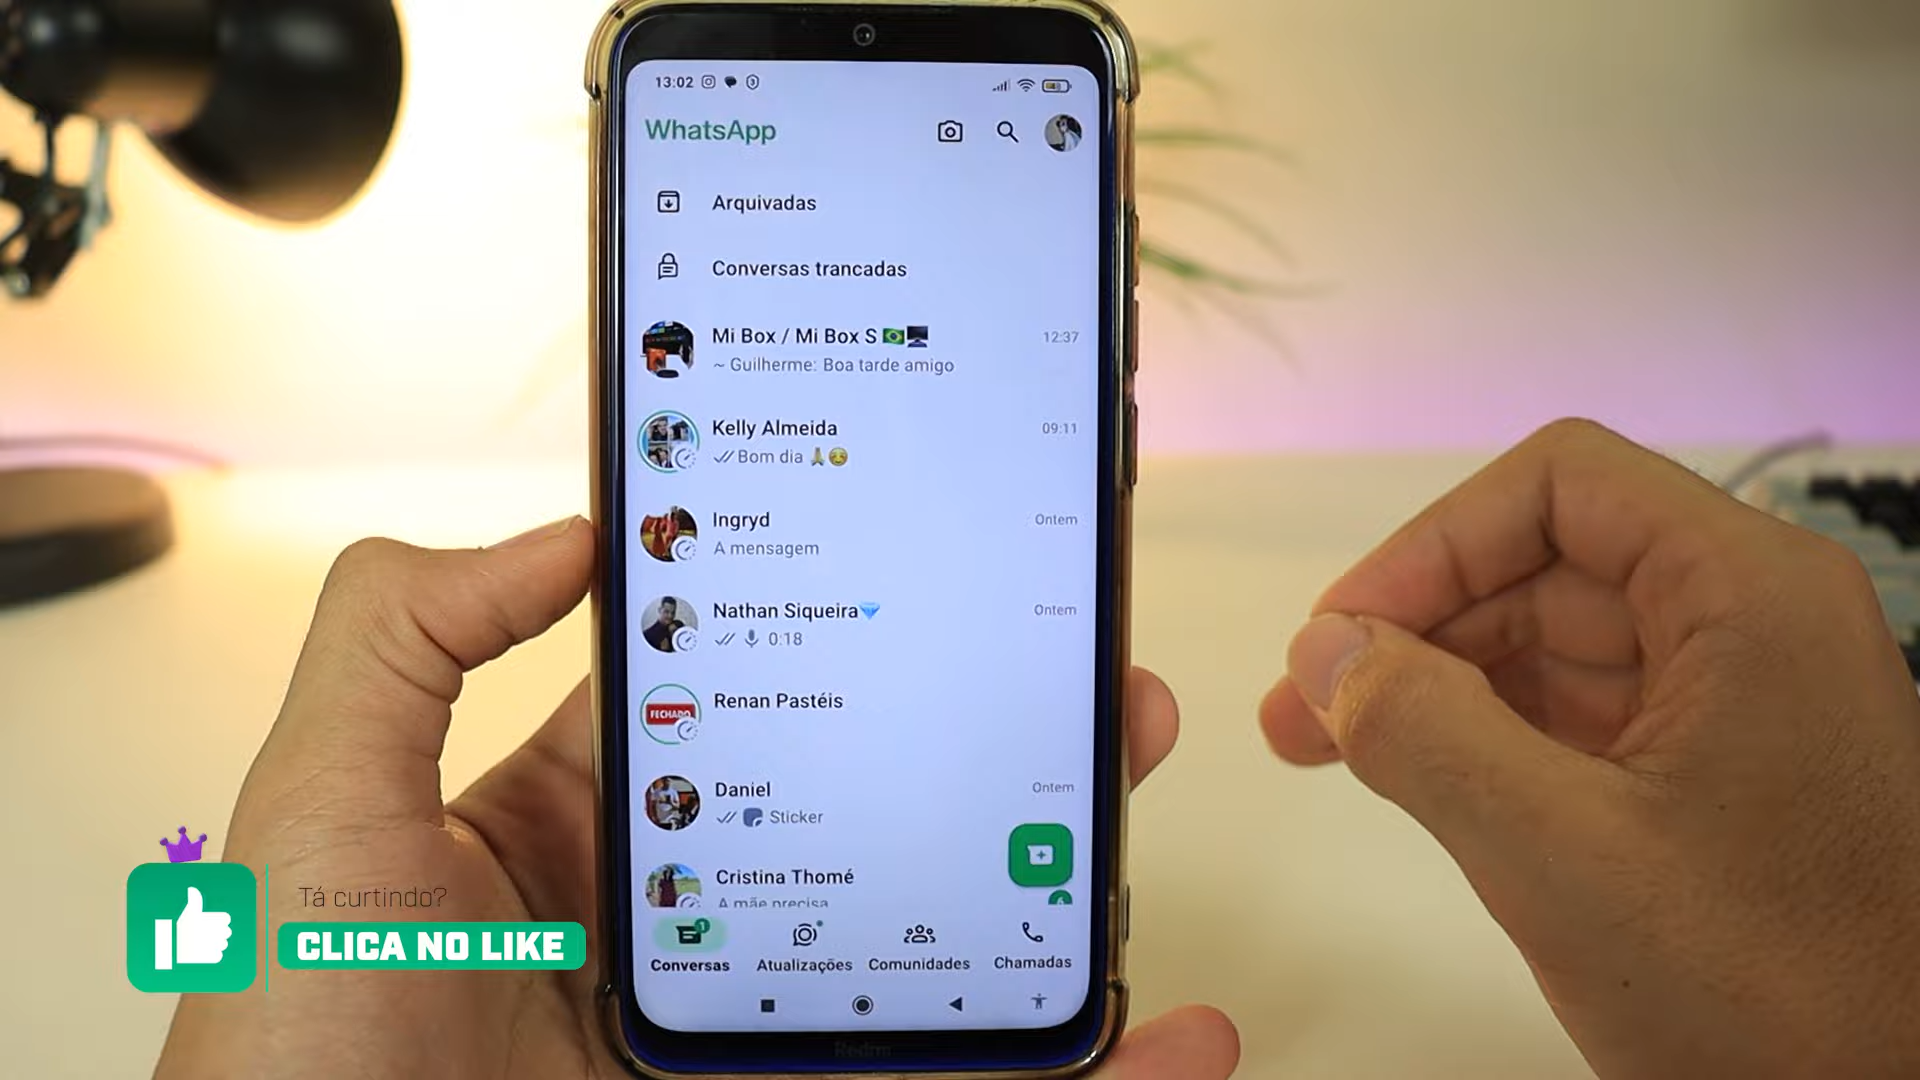 13:02
WhatsApp
Arquivadas
Conversas trancadas
Mi Box / Mi Box S 🇧🇷🖥️ 12:37
~ Guilherme: Boa tarde amigo
Kelly Almeida 09:11
Bom dia 🙏🥹
Ingryd Ontem
A mensagem
Nathan Siqueira💎 Ontem
0:18
FECHADO
Renan Pastéis
Daniel Ontem
Sticker
Cristina Thomé
A mãe precisa
1
Conversas Atualizações Comunidades Chamadas
Redmi
Tá curtindo?
CLICA NO LIKE